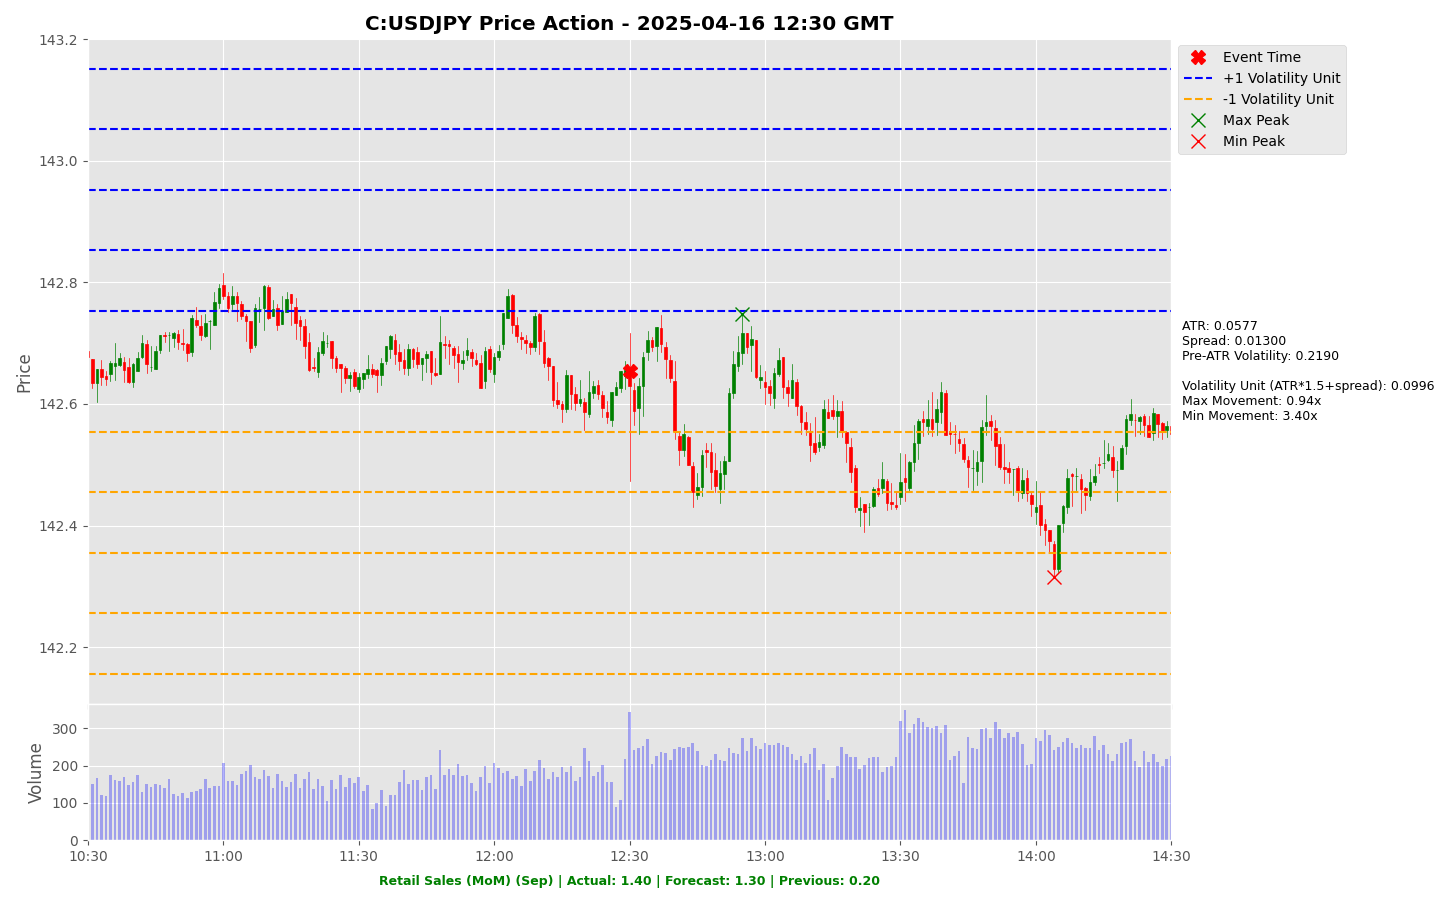 C:USDJPY Price Action - 2025-04-16 12:30 GMT
143.2
143.0
142.8
142.6
142.4
142.2
Price
Event Time
+1 Volatility Unit
-1 Volatility Unit
Max Peak
Min Peak
ATR: 0.0577
Spread: 0.01300
Pre-ATR Volatility: 0.2190
Volatility Unit (ATR*1.5+spread): 0.0996
Max Movement: 0.94x
Min Movement: 3.40x
300
200
100
0
Volume
10:30 11:00 11:30 12:00 12:30 13:00 13:30 14:00 14:30
Retail Sales (MoM) (Sep) | Actual: 1.40 | Forecast: 1.30 | Previous: 0.20